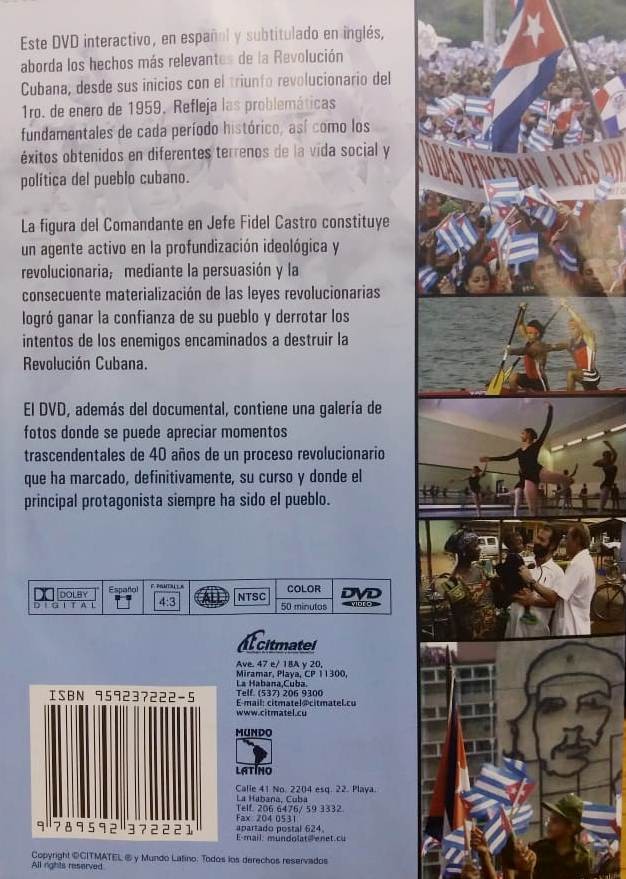 Este DVD interactivo, en español y subtitulado en inglés,
aborda los hechos más relevantes de la Revolución
Cubana, desde sus inicios con el triunfo revolucionario del
1ro. de enero de 1959. Refleja las problemáticas
fundamentales de cada período histórico, así como los
éxitos obtenidos en diferentes terrenos de la vida social y
política del pueblo cubano.
La figura del Comandante en Jefe Fidel Castro constituye
un agente activo en la profundización ideológica y
revolucionaria; mediante la persuasión y la
consecuente materialización de las leyes revolucionarias
logró ganar la confianza de su pueblo y derrotar los
intentos de los enemigos encaminados a destruir la
Revolución Cubana.
El DVD, además del documental, contiene una galería de
fotos donde se puede apreciar momentos
trascendentales de 40 años de un proceso revolucionario
que ha marcado, definitivamente, su curso y donde el
principal protagonista siempre ha sido el pueblo.
S IDEAS VENCERAN A LAS AR
DOLBY
DIGITAL
Español
F. PANTALLA
4:3
ALL
NTSC
COLOR
50 minutos
DVD
VIDEO
citmatel
Ave. 47 e/ 18A y 20,
Miramar, Playa, CP 11300,
La Habana,Cuba.
Telf. (537) 206 9300
E-mail: citmatel@citmatel.cu
www.citmatel.cu
MUNDO
LATINO
Calle 41 No. 2204 esq. 22. Playa.
La Habana, Cuba
Telf. 206 6476/ 59 3332.
Fax: 204 0531
apartado postal 624,
E-mail: mundolat@enet.cu
ISBN 959237222-5
9 789592 372221
Copyright ©CITMATEL ® y Mundo Latino. Todos los derechos reservados
All rights reserved.